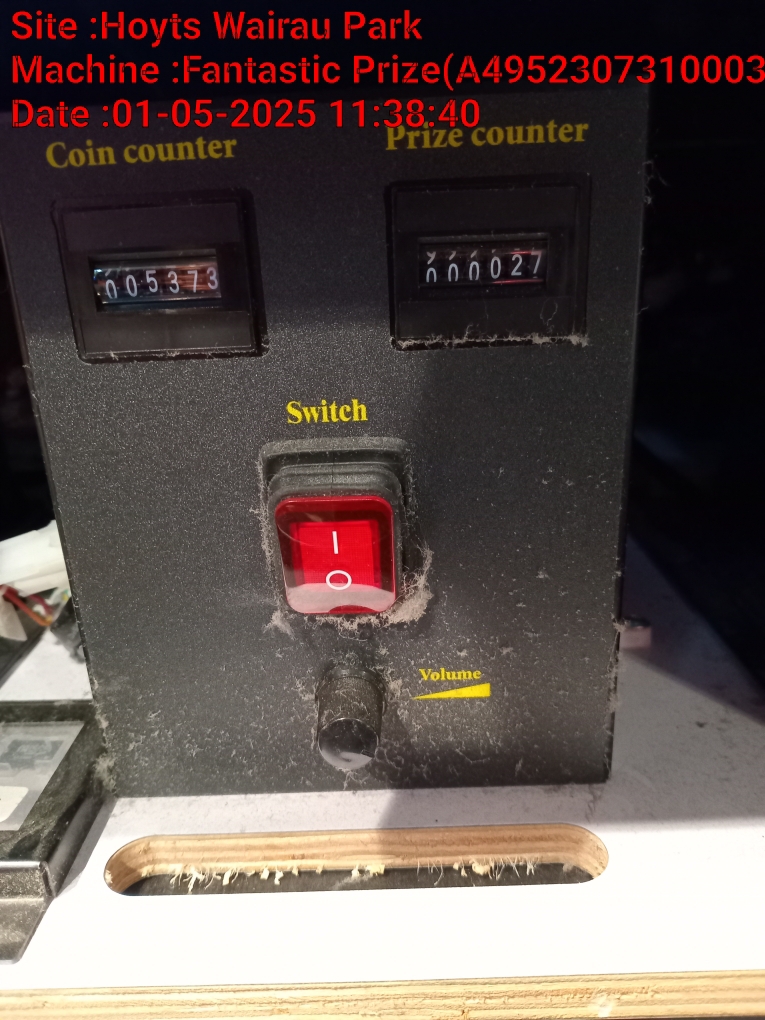 Site :Hoyts Wairau Park
Machine :Fantastic Prize(A4952307310003
Date :01-05-2025 11:38:40
Coin counter
Prize counter
005373
000027
Switch
I
O
Volume